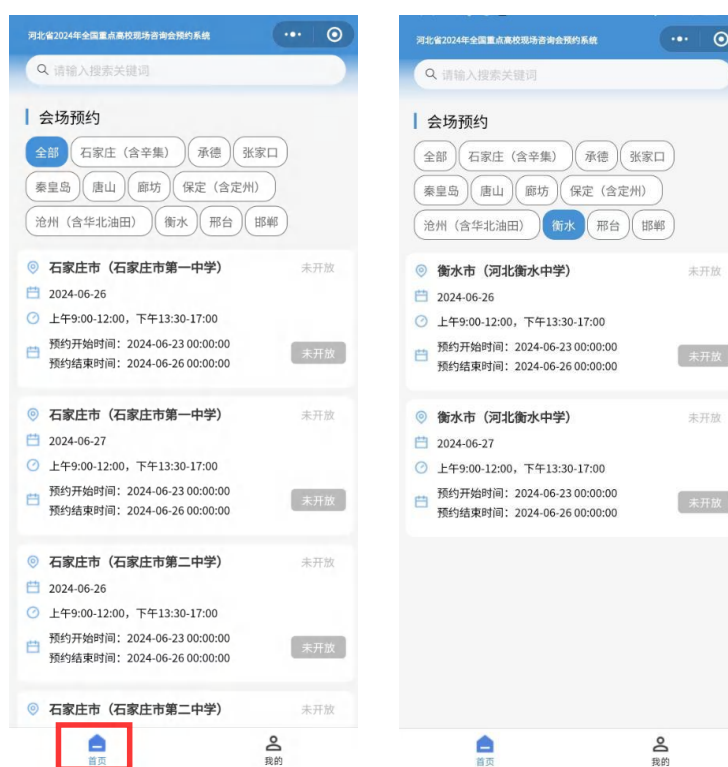 河北省2024年全国重点高校现场咨询会预约系统
请输入搜索关键词
会场预约
全部 石家庄（含辛集） 承德 张家口
秦皇岛 唐山 廊坊 保定（含定州）
沧州（含华北油田） 衡水 邢台 邯郸
石家庄市（石家庄市第一中学） 未开放
2024-06-26
上午9:00-12:00，下午13:30-17:00
预约开始时间：2024-06-23 00:00:00
预约结束时间：2024-06-26 00:00:00
未开放
石家庄市（石家庄市第一中学） 未开放
2024-06-27
上午9:00-12:00，下午13:30-17:00
预约开始时间：2024-06-23 00:00:00
预约结束时间：2024-06-26 00:00:00
未开放
石家庄市（石家庄市第二中学） 未开放
2024-06-26
上午9:00-12:00，下午13:30-17:00
预约开始时间：2024-06-23 00:00:00
预约结束时间：2024-06-26 00:00:00
未开放
石家庄市（石家庄市第二中学） 未开放
首页 我的
河北省2024年全国重点高校现场咨询会预约系统
请输入搜索关键词
会场预约
全部 石家庄（含辛集） 承德 张家口
秦皇岛 唐山 廊坊 保定（含定州）
沧州（含华北油田） 衡水 邢台 邯郸
衡水市（河北衡水中学） 未开放
2024-06-26
上午9:00-12:00，下午13:30-17:00
预约开始时间：2024-06-23 00:00:00
预约结束时间：2024-06-26 00:00:00
未开放
衡水市（河北衡水中学） 未开放
2024-06-27
上午9:00-12:00，下午13:30-17:00
预约开始时间：2024-06-23 00:00:00
预约结束时间：2024-06-26 00:00:00
未开放
首页 我的